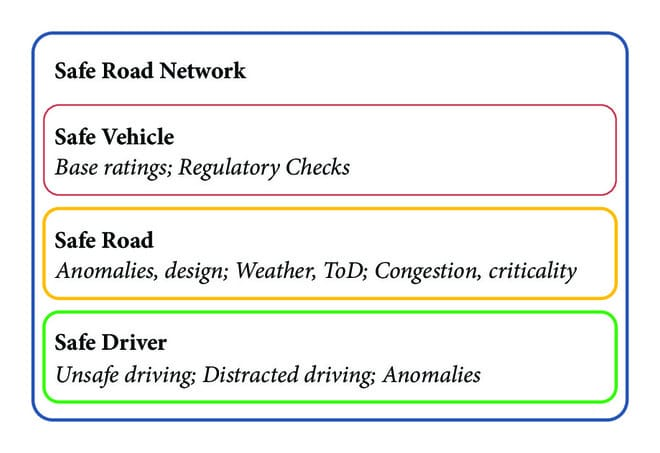 Safe Road Network
Safe Vehicle
Base ratings; Regulatory Checks
Safe Road
Anomalies, design; Weather, ToD; Congestion, criticality
Safe Driver
Unsafe driving; Distracted driving; Anomalies